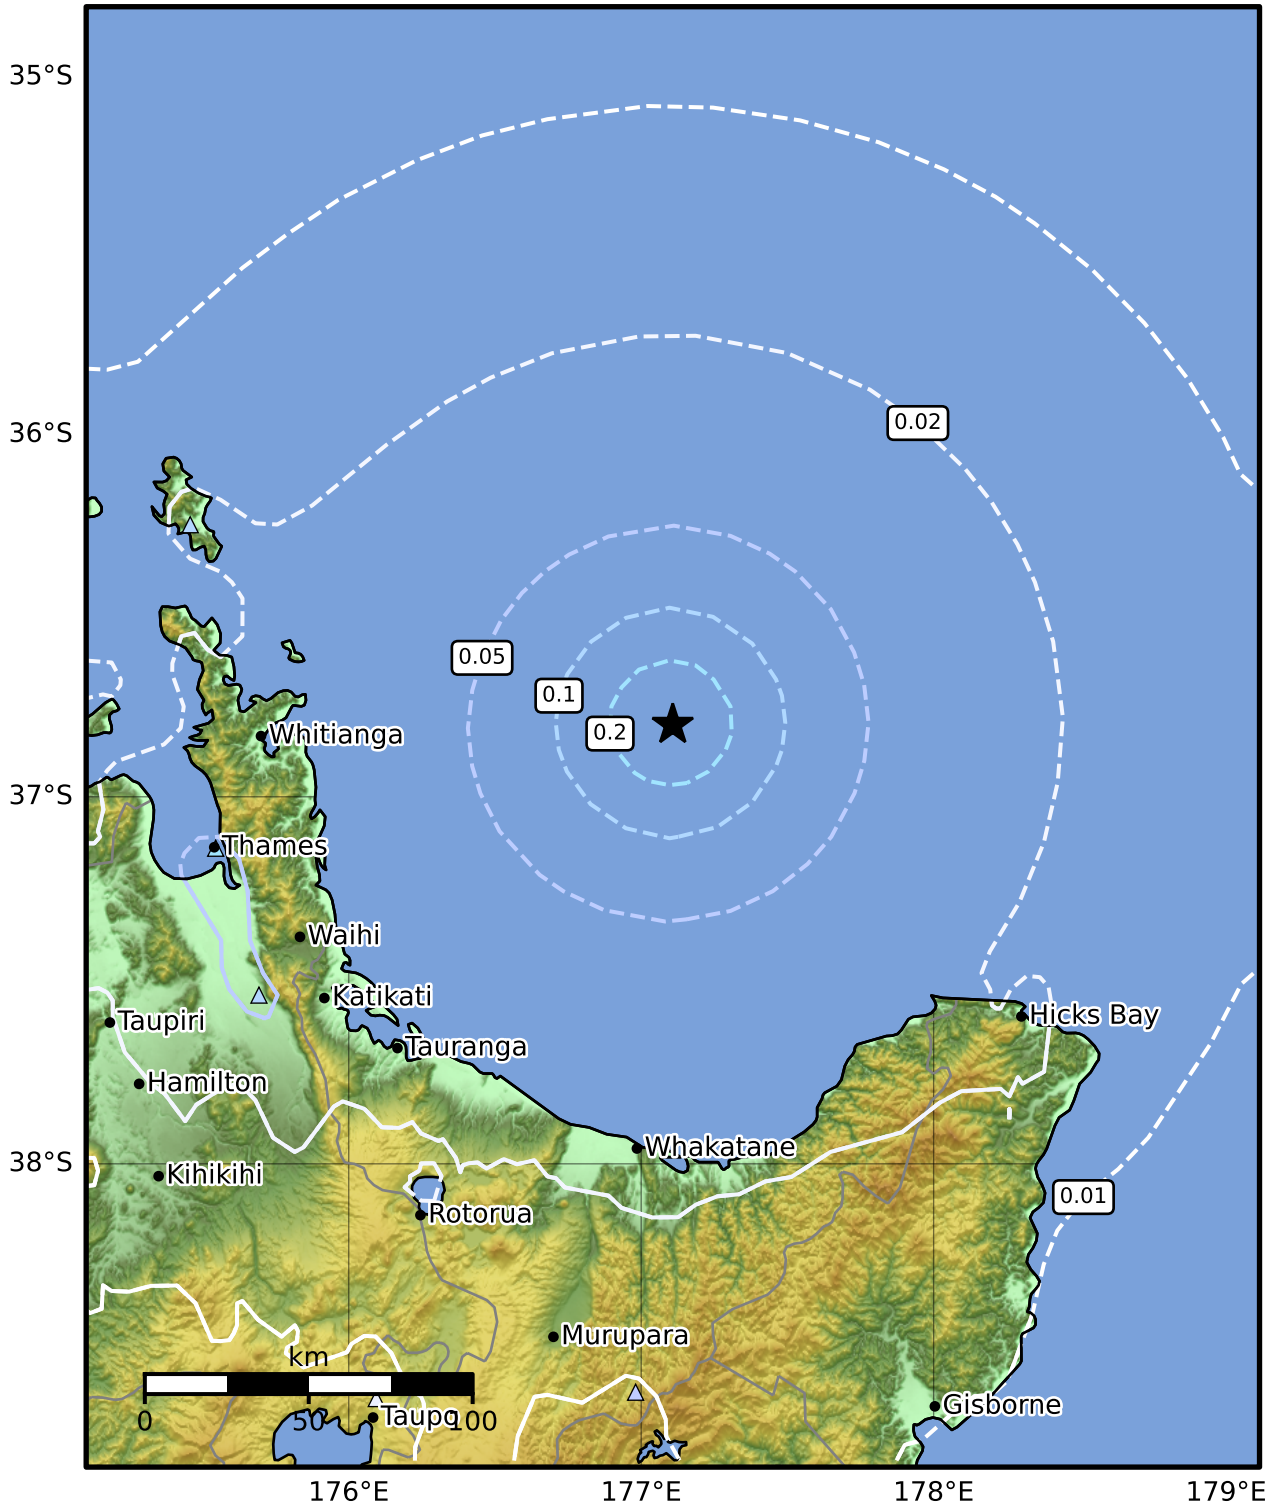 35°S
36°S
0.02
0.05
0.1
0.2
Whitianga
37°S
Thames
Waihi
Katikati
Hicks Bay
Taupiri
Tauranga
Hamilton
Whakatane
38°S
Kihikihi
0.01
Rotorua
Murupara
km
Gisborne
Taupo
0 50 100
176°E 177°E 178°E 179°E